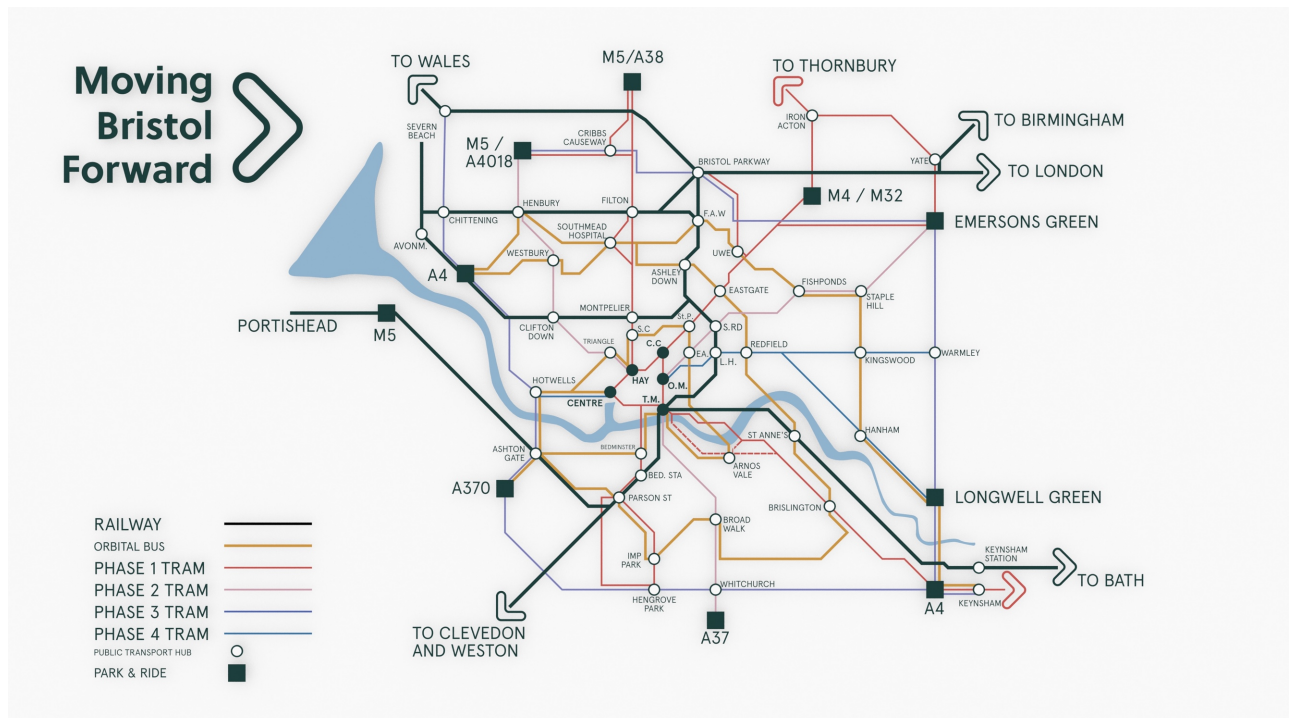 Moving
Bristol
Forward
TO WALES
M5/A38
TO THORNBURY
SEVERN
BEACH
CRIBBS
CAUSEWAY
IRON
ACTON
TO BIRMINGHAM
M5 /
A4018
BRISTOL PARKWAY
YATE
TO LONDON
M4 / M32
HENBURY
FILTON
CHITTENING
F.A.W
EMERSONS GREEN
SOUTHMEAD
HOSPITAL
AVONM.
WESTBURY
UWE
A4
ASHLEY
DOWN
EASTGATE
FISHPONDS
STAPLE
HILL
PORTISHEAD
M5
MONTPELIER
CLIFTON
DOWN
S.C
St.P.
S.RD
TRIANGLE
C.C
EA.
L.H.
REDFIELD
KINGSWOOD
WARMLEY
HOTWELLS
HAY
O.M.
CENTRE
T.M.
ASHTON
GATE
BEDMINSTER
ST ANNE'S
HANHAM
ARNOS
VALE
BED. STA
A370
PARSON ST
BRISLINGTON
LONGWELL GREEN
BROAD
WALK
IMP
PARK
KEYNSHAM
STATION
TO BATH
HENGROVE
PARK
WHITCHURCH
A4
KEYNSHAM
TO CLEVEDON
AND WESTON
A37
RAILWAY
ORBITAL BUS
PHASE 1 TRAM
PHASE 2 TRAM
PHASE 3 TRAM
PHASE 4 TRAM
PUBLIC TRANSPORT HUB
PARK & RIDE